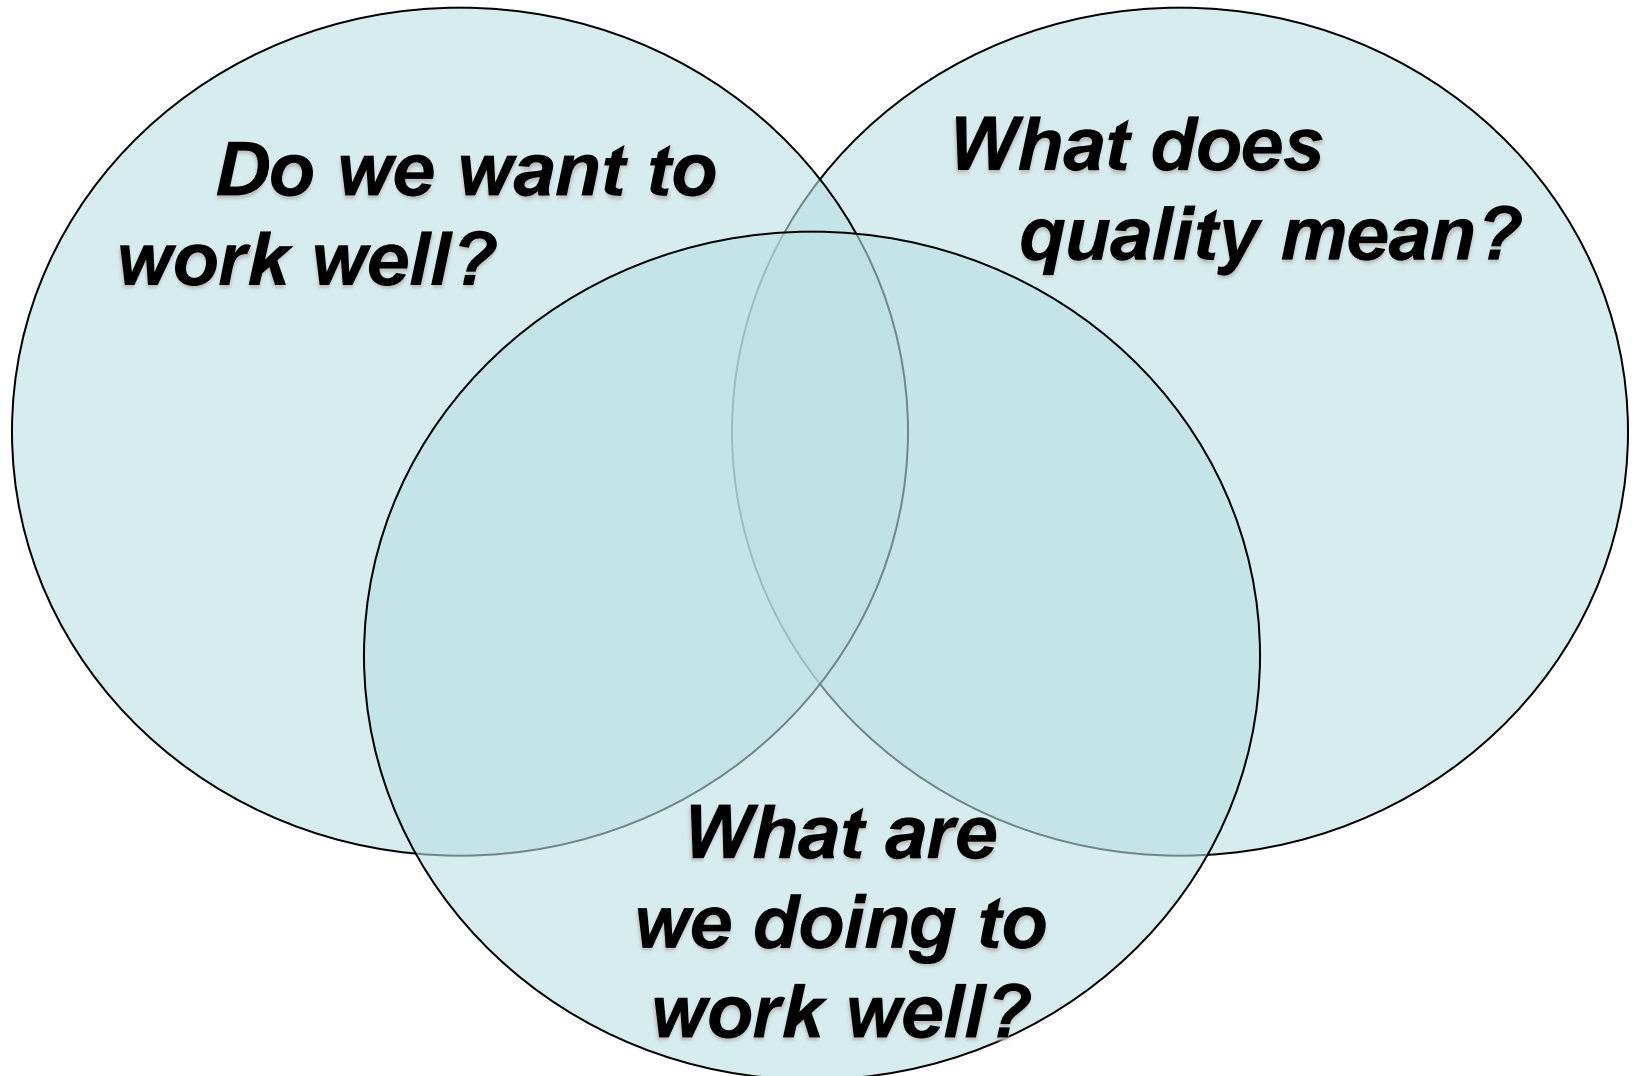 Do we want to
work well?
What does
quality mean?
What are
we doing to
work well?